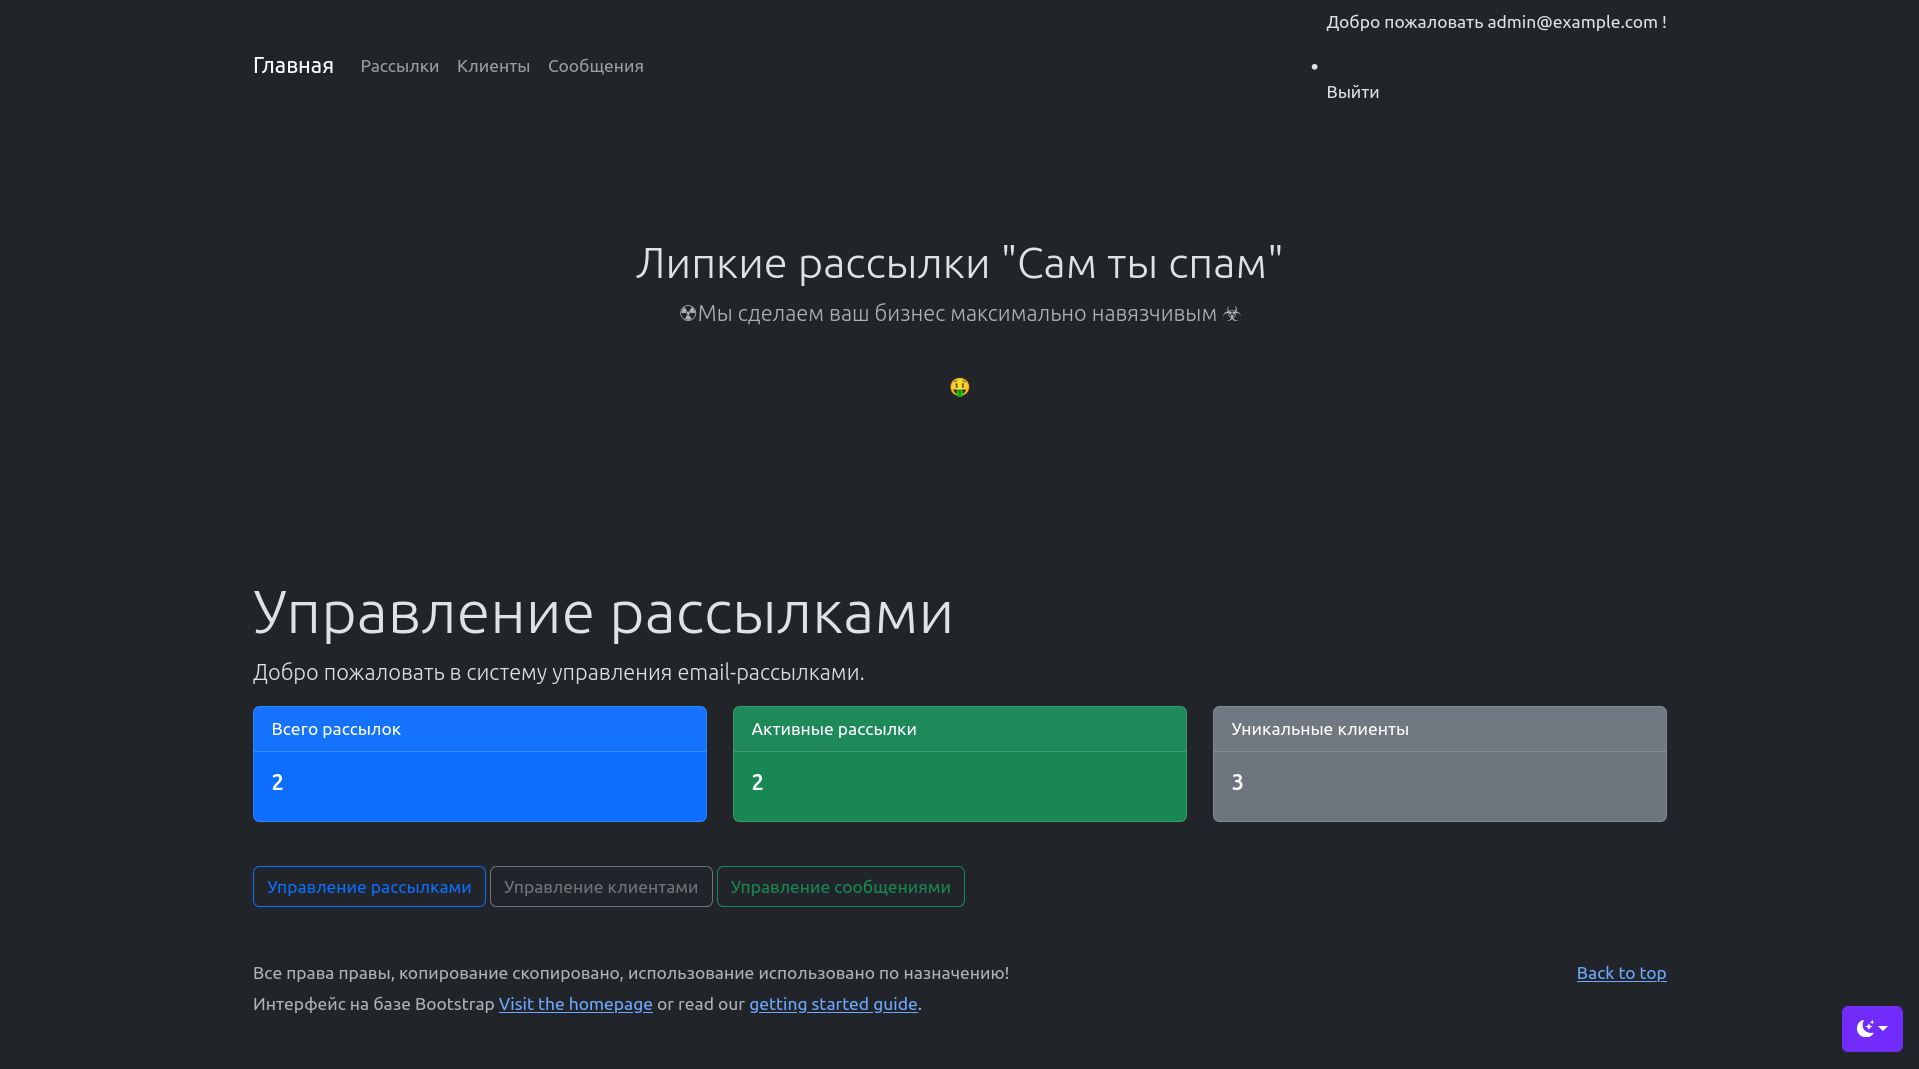 Добро пожаловать admin@example.com !
Главная Рассылки Клиенты Сообщения
Выйти
Липкие рассылки "Сам ты спам"
☢Мы сделаем ваш бизнес максимально навязчивым ☣
🤑
Управление рассылками
Добро пожаловать в систему управления email-рассылками.
Всего рассылок
2
Активные рассылки
2
Уникальные клиенты
3
Управление рассылками Управление клиентами Управление сообщениями
Все права правы, копирование скопировано, использование использовано по назначению! Back to top
Интерфейс на базе Bootstrap Visit the homepage or read our getting started guide.